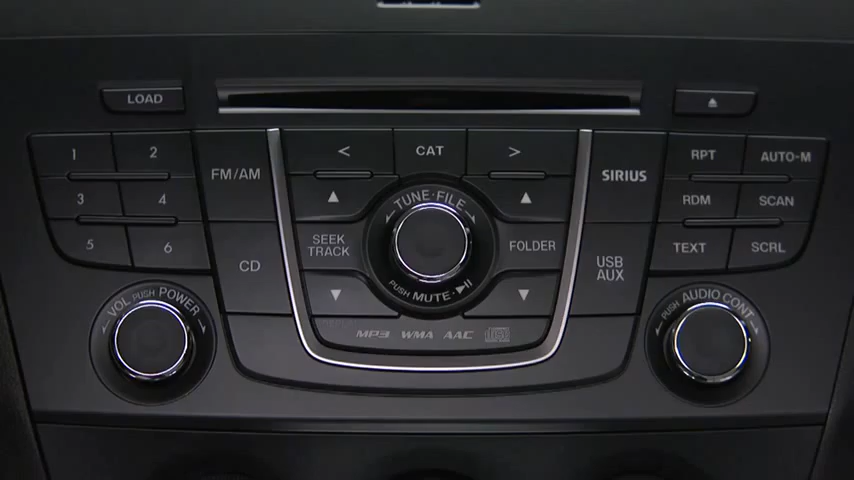 LOAD
1 2
3 4
5 6
FM/AM
CD
< CAT >
TUNE·FILE
SEEK
TRACK
FOLDER
PUSH MUTE·
MP3 WMA AAC
SIRIUS
USB
AUX
RPT AUTO-M
RDM SCAN
TEXT SCRL
VOL PUSH POWER
PUSH AUDIO CONT